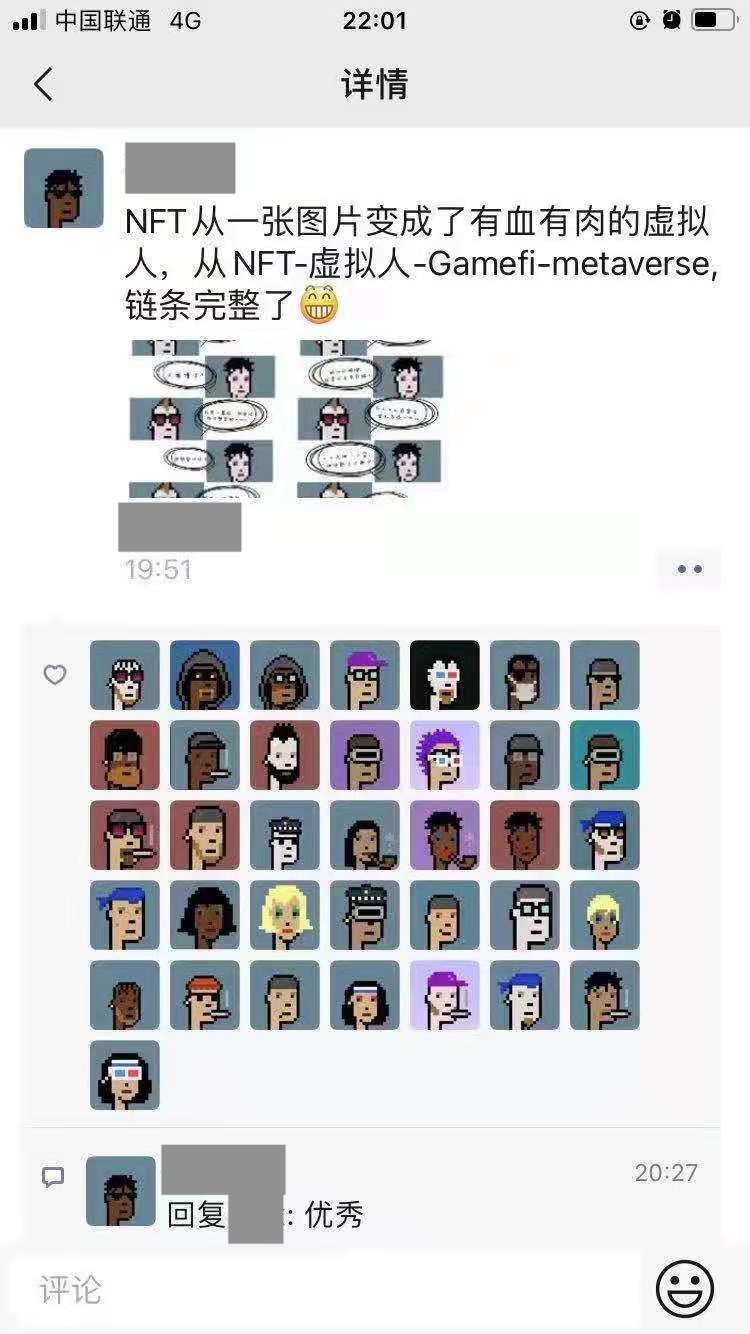 中国联通 4G 22:01
详情
NFT从一张图片变成了有血有肉的虚拟
人，从NFT-虚拟人-Gamefi-metaverse,
链条完整了😁
19:51
20:27
回复 : 优秀
评论